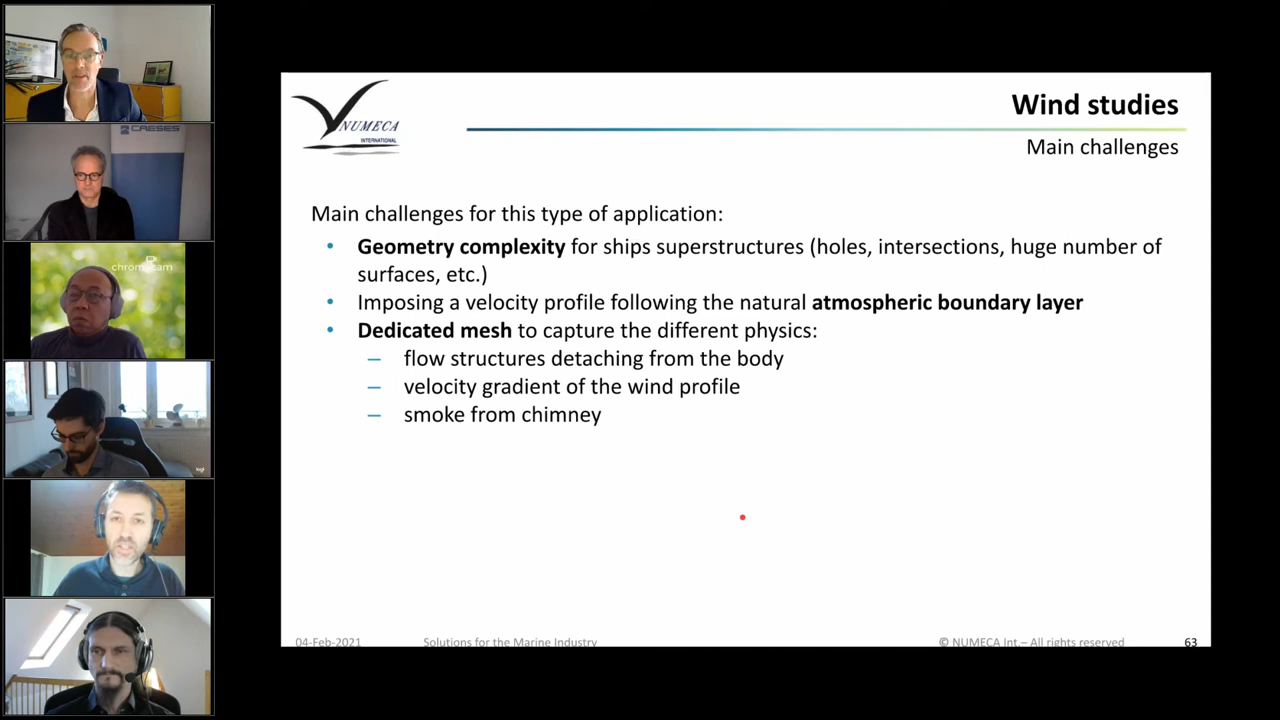 CAESES
chromacam
logi
NUMECA
INTERNATIONAL
Wind studies
Main challenges
Main challenges for this type of application:
• Geometry complexity for ships superstructures (holes, intersections, huge number of
surfaces, etc.)
• Imposing a velocity profile following the natural atmospheric boundary layer
• Dedicated mesh to capture the different physics:
– flow structures detaching from the body
– velocity gradient of the wind profile
– smoke from chimney
04-Feb-2021
Solutions for the Marine Industry
© NUMECA Int.– All rights reserved
63